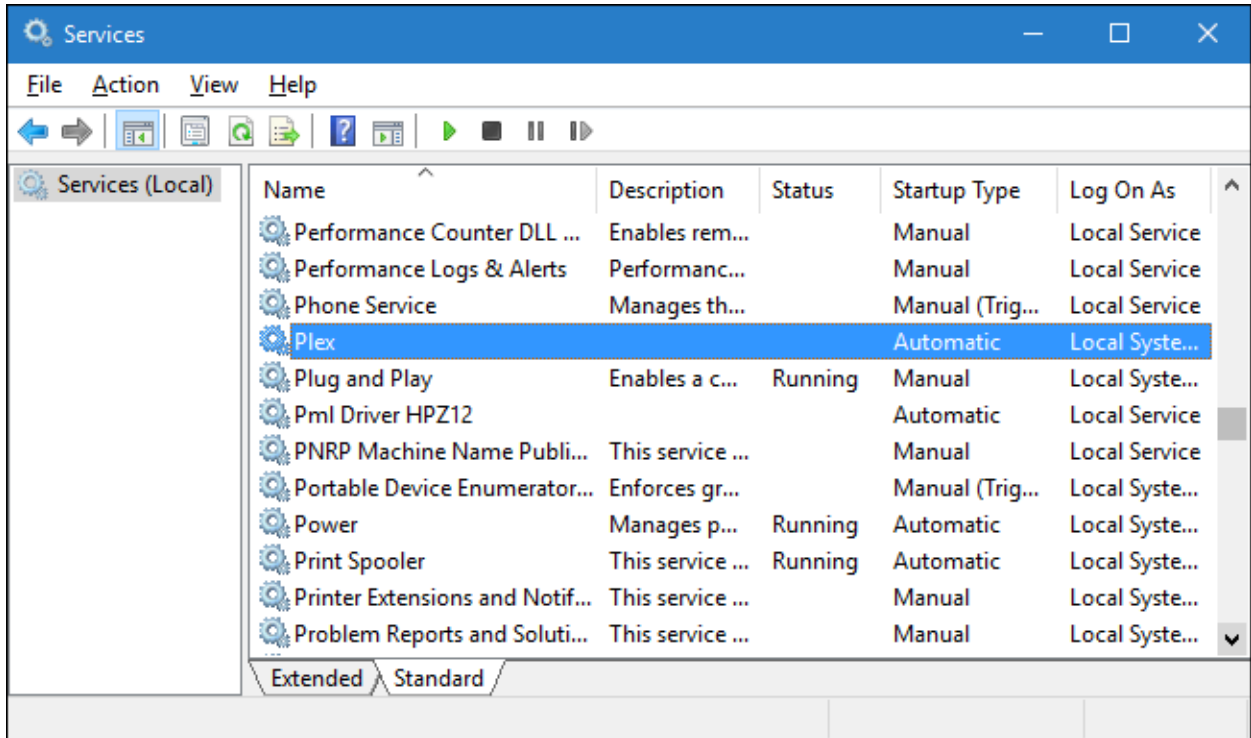 Services
File Action View Help
Services (Local)
Name Description Status Startup Type Log On As
Performance Counter DLL ... Enables rem... Manual Local Service
Performance Logs & Alerts Performanc... Manual Local Service
Phone Service Manages th... Manual (Trig... Local Service
Plex Automatic Local Syste...
Plug and Play Enables a c... Running Manual Local Syste...
Pml Driver HPZ12 Automatic Local Service
PNRP Machine Name Publi... This service ... Manual Local Service
Portable Device Enumerator... Enforces gr... Manual (Trig... Local Syste...
Power Manages p... Running Automatic Local Syste...
Print Spooler This service ... Running Automatic Local Syste...
Printer Extensions and Notif... This service ... Manual Local Syste...
Problem Reports and Soluti... This service ... Manual Local Syste...
Extended Standard